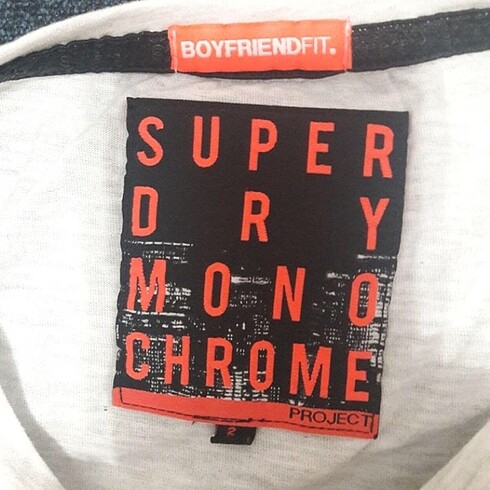 BOYFRIENDFIT.
SUPER
DRY
MONO
CHROME
PROJECT
2